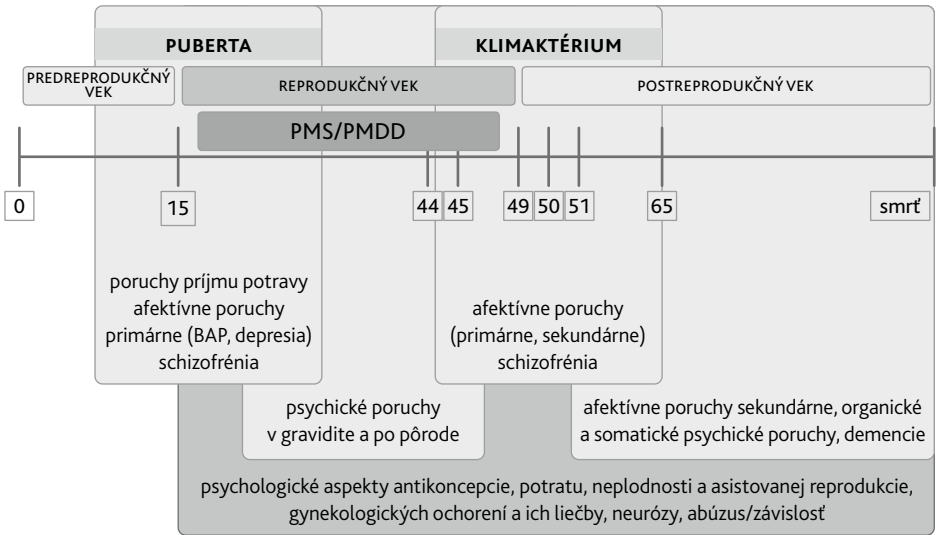 PUBERTA
KLIMAKTÉRIUM
PREDREPRODUKČNÝ
VEK
REPRODUKČNÝ VEK
POSTREPRODUKČNÝ VEK
PMS/PMDD
0
15
44
45
49
50
51
65
smrť
poruchy príjmu potravy
afektívne poruchy
primárne (BAP, depresia)
schizofrénia
afektívne poruchy
(primárne, sekundárne)
schizofrénia
psychické poruchy
v gravidite a po pôrode
afektívne poruchy sekundárne, organické
a somatické psychické poruchy, demencie
psychologické aspekty antikoncepcie, potratu, neplodnosti a asistovanej reprodukcie,
gynekologických ochorení a ich liečby, neurózy, abúzus/závislosť